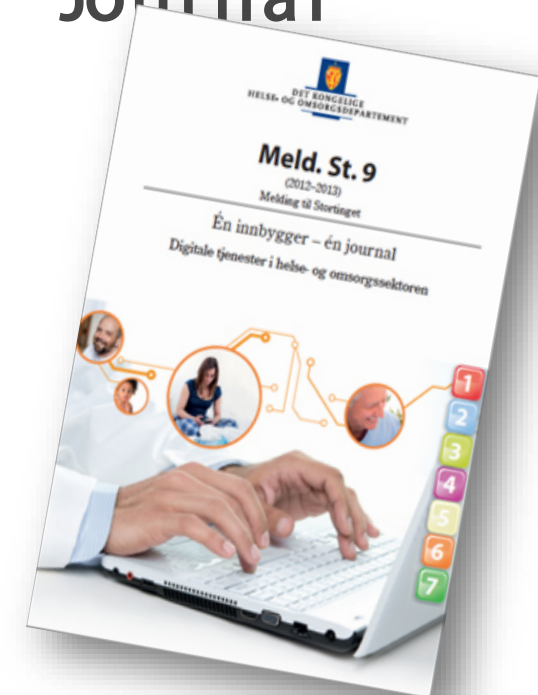 Journal
DET KONGELIGE
HELSE- OG OMSORGSDEPARTEMENT
Meld. St. 9
(2012–2013)
Melding til Stortinget
Én innbygger – én journal
Digitale tjenester i helse- og omsorgssektoren
1
2
3
4
5
6
7